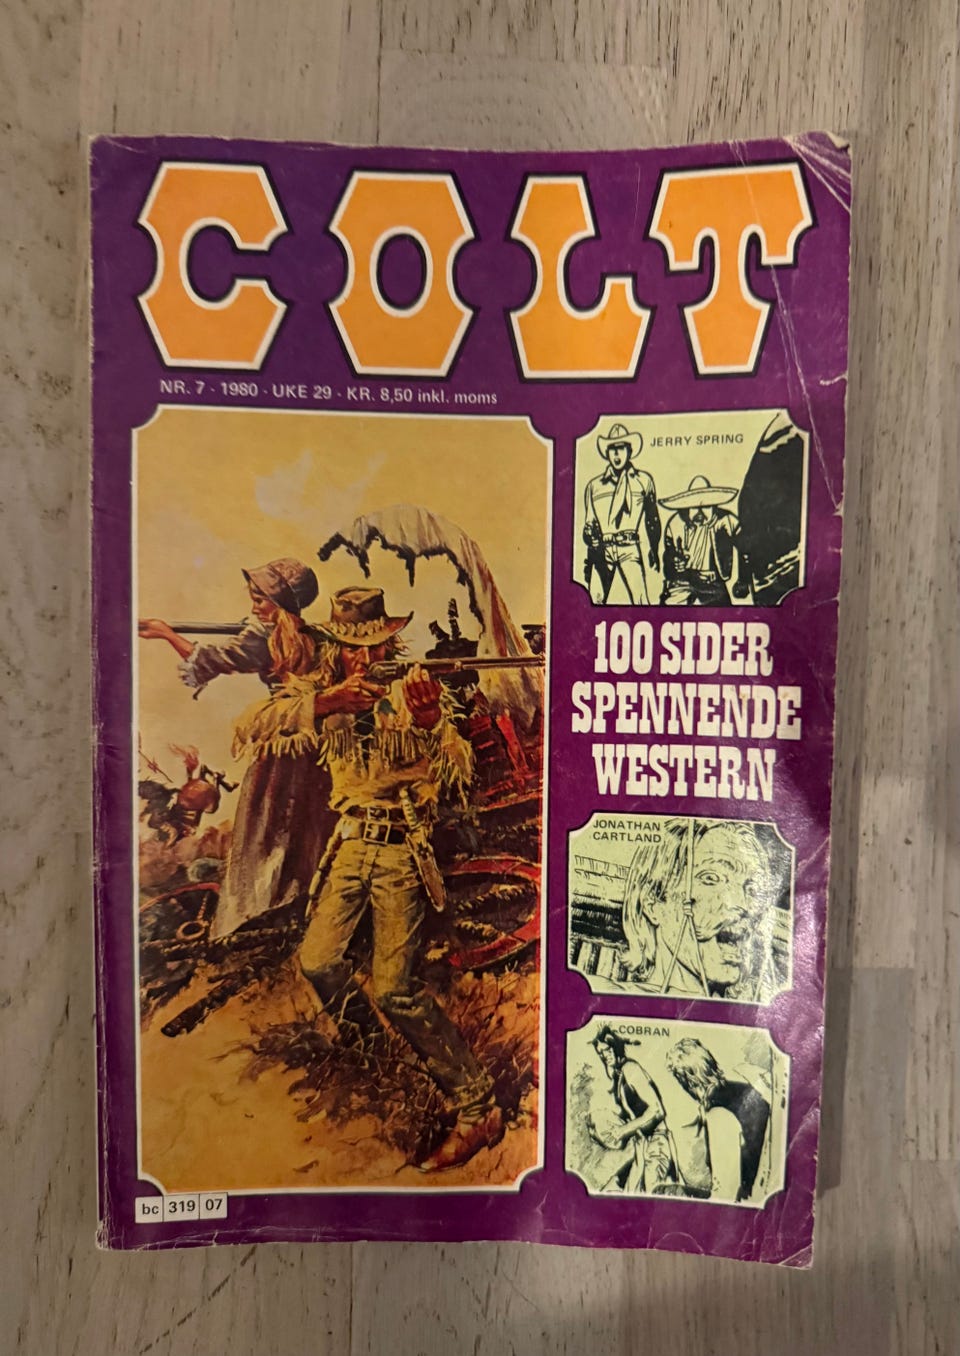 COLT
NR. 7 - 1980 - UKE 29 - KR. 8,50 inkl. moms
JERRY SPRING
100 SIDER
SPENNENDE
WESTERN
JONATHAN
CARTLAND
COBRAN
bc 319 07